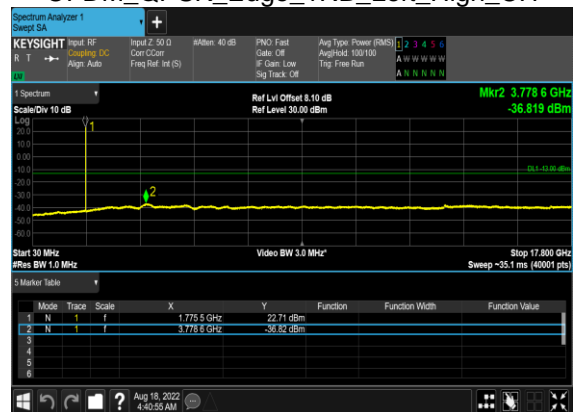 Spectrum Analyzer 1
Swept SA
+
KEYSIGHT Input: RF
R T Coupling: DC
Align: Auto
Input Z: 50 Ω
Corr CCorr
Freq Ref: Int (S)
#Atten: 40 dB
PNO: Fast
Gate: Off
IF Gain: Low
Sig Track: Off
Avg Type: Power (RMS)
Avg|Hold: 100/100
Trig: Free Run
1 2 3 4 5 6
A W W W W W
A N N N N N
1 Spectrum
Scale/Div 10 dB
Ref Lvl Offset 8.10 dB
Ref Level 30.00 dBm
Mkr2 3.778 6 GHz
-36.819 dBm
Log
20.0
10.0
0.00
-10.0
-20.0
-30.0
-40.0
-50.0
-60.0
1
2
DL1 -13.00 dBm
Start 30 MHz
#Res BW 1.0 MHz
Video BW 3.0 MHz*
Stop 17.800 GHz
Sweep ~35.1 ms (40001 pts)
5 Marker Table
Mode Trace Scale X Y Function Function Width Function Value
1 N 1 f 1.775 5 GHz 22.71 dBm
2 N 1 f 3.778 6 GHz -36.82 dBm
3
4
5
6
? Aug 18, 2022
4:40:55 AM